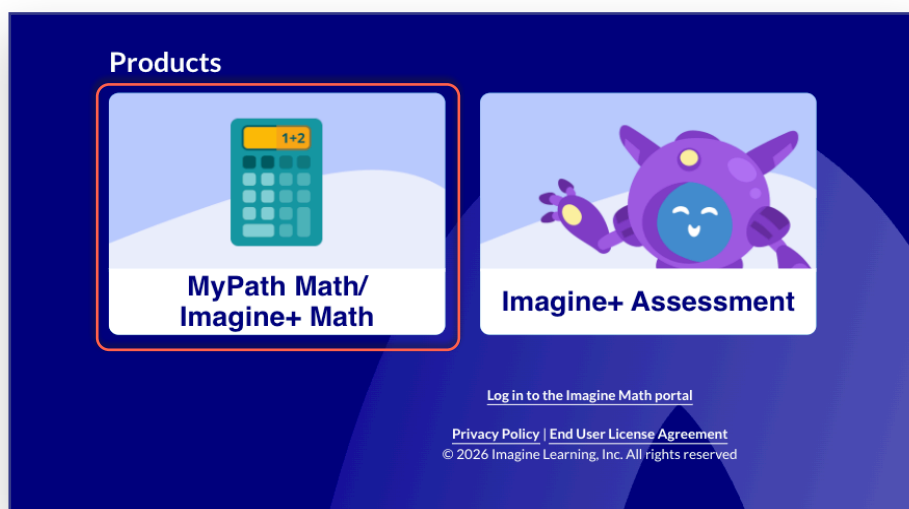 Products
1+2
MyPath Math/
Imagine+ Math
Imagine+ Assessment
Log in to the Imagine Math portal
Privacy Policy | End User License Agreement
© 2026 Imagine Learning, Inc. All rights reserved